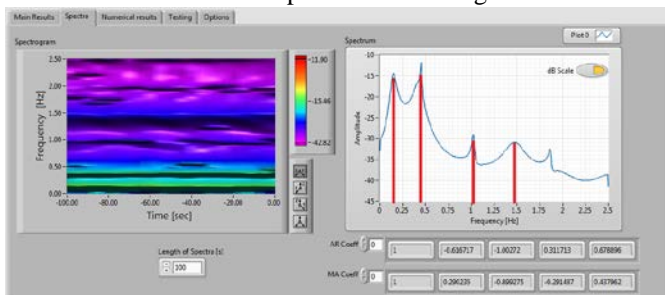 Main Results Spectra Numerical results Testing Options
Spectrogram
2.50
2.00
1.50
1.00
0.50
0.00
Frequency [Hz]
-100.00 -80.00 -60.00 -40.00 -20.00 0.00
Time [sec]
-11.90
-15.46
-42.82
Length of Spectra [s]
100
Spectrum
Plot 0
dB Scale
-10
-15
-20
-25
-30
-35
-40
-45
Amplitude
0 0.25 0.5 0.75 1 1.25 1.5 1.75 2 2.25 2.5
Frequency [Hz]
AR Coeff 0 1 -0.616717 -1.00272 0.311713 0.678896
MA Coeff 0 1 0.290235 -0.899275 -0.291487 0.437962